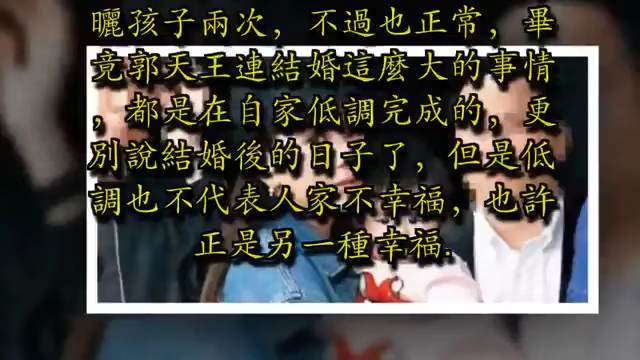 曬孩子兩次，不過也正常，畢
竟郭天王連結婚這麼大的事情
，都是在自家低調完成的，更
別說結婚後的日子了，但是低
調也不代表人家不幸福，也許
正是另一種幸福.